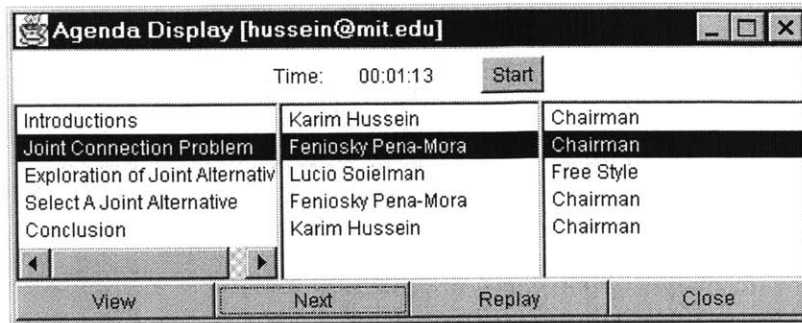 Agenda Display [hussein@mit.edu]
Time: 00:01:13 Start
Introductions Karim Hussein Chairman
Joint Connection Problem Feniosky Pena-Mora Chairman
Exploration of Joint Alternativ Lucio Soielman Free Style
Select A Joint Alternative Feniosky Pena-Mora Chairman
Conclusion Karim Hussein Chairman
View Next Replay Close